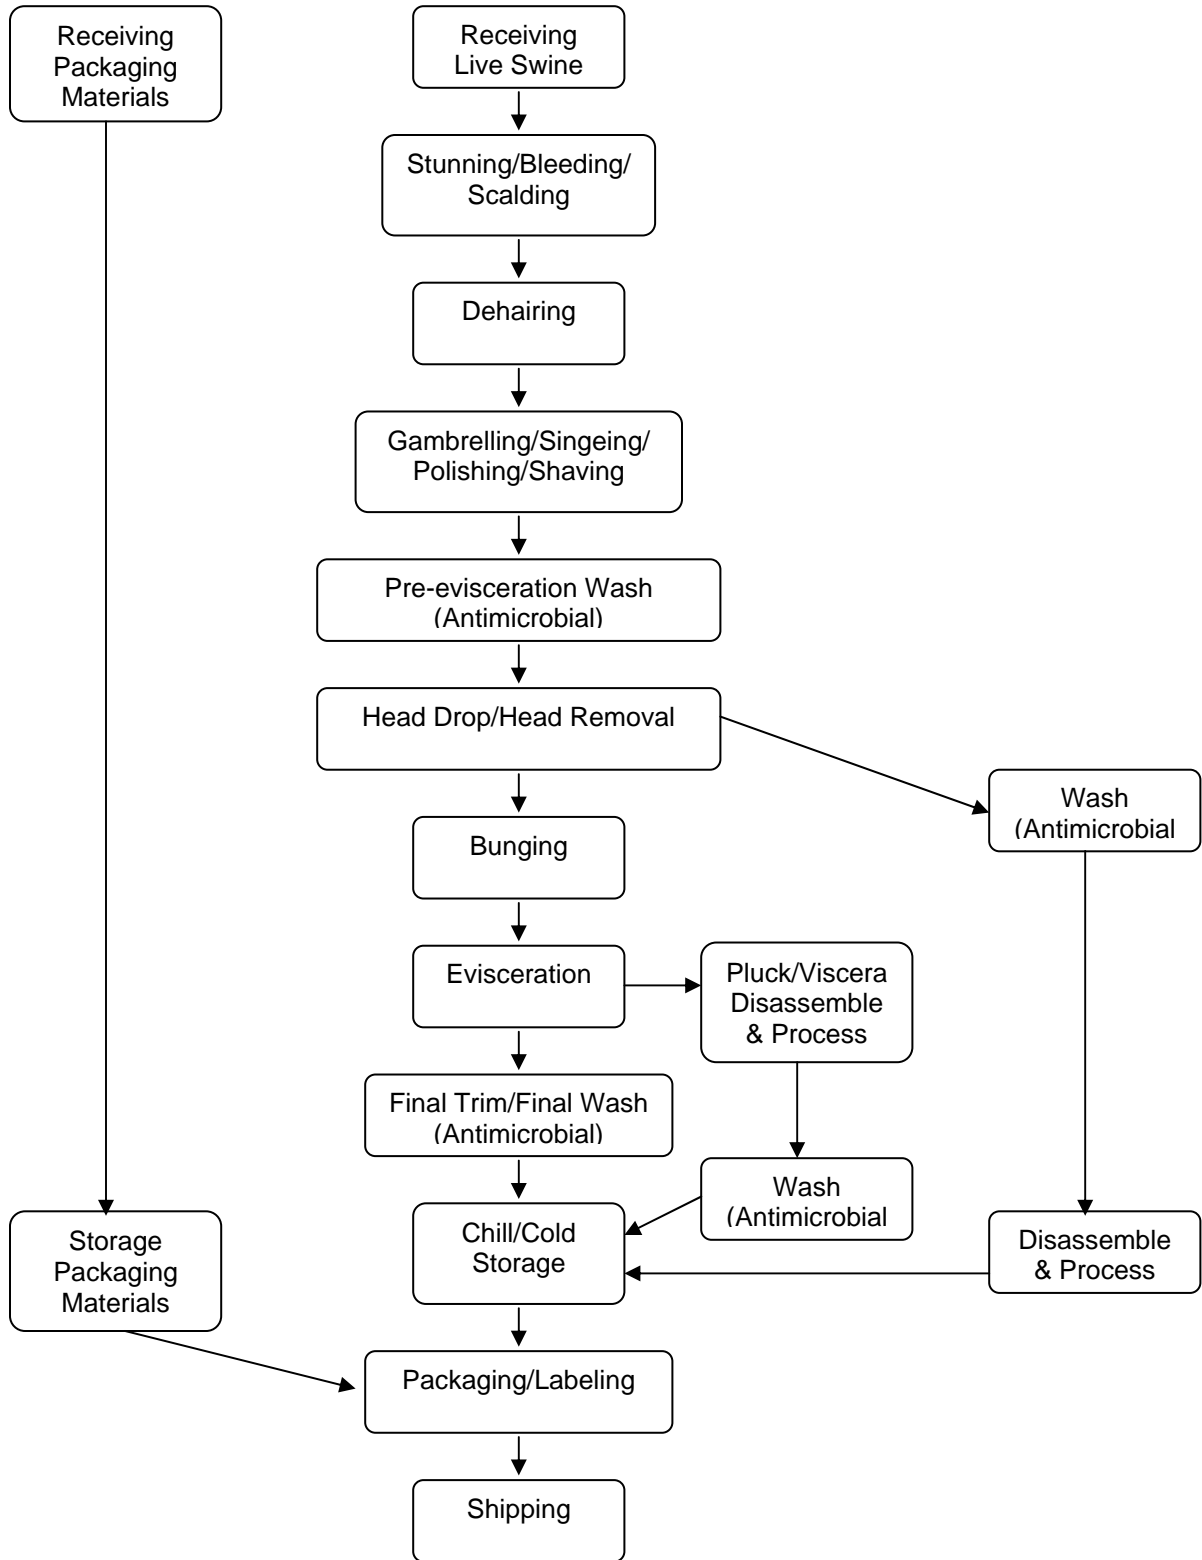 Receiving
Packaging
Materials
Receiving
Live Swine
Stunning/Bleeding/
Scalding
Dehairing
Gambrelling/Singeing/
Polishing/Shaving
Pre-evisceration Wash
(Antimicrobial)
Head Drop/Head Removal
Wash
(Antimicrobial
Bunging
Evisceration
Pluck/Viscera
Disassemble
& Process
Final Trim/Final Wash
(Antimicrobial)
Wash
(Antimicrobial
Chill/Cold
Storage
Storage
Packaging
Materials
Disassemble
& Process
Packaging/Labeling
Shipping